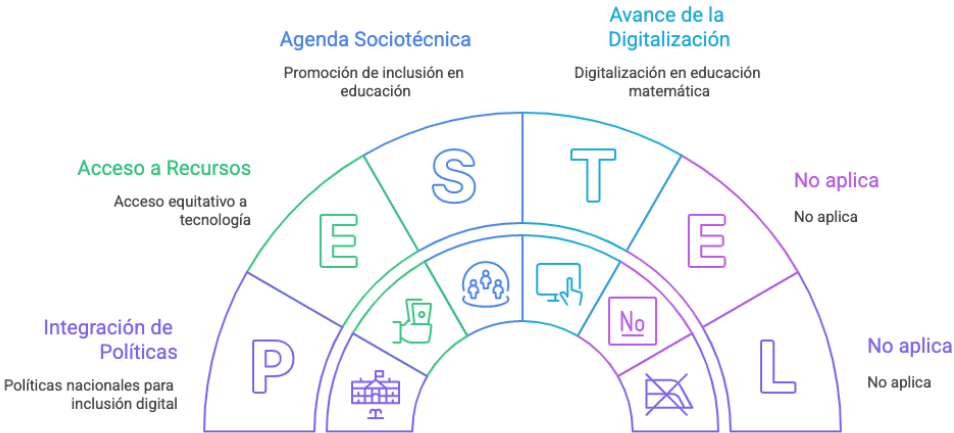 Avance de la
Digitalización
Agenda Sociotécnica
Promoción de inclusión en
educación
Digitalización en educación
matemática
Acceso a Recursos
Acceso equitativo a
tecnología
No aplica
No aplica
Integración de
Políticas
Políticas nacionales para
inclusión digital
No aplica
No aplica
P
E
S
T
E
L
No